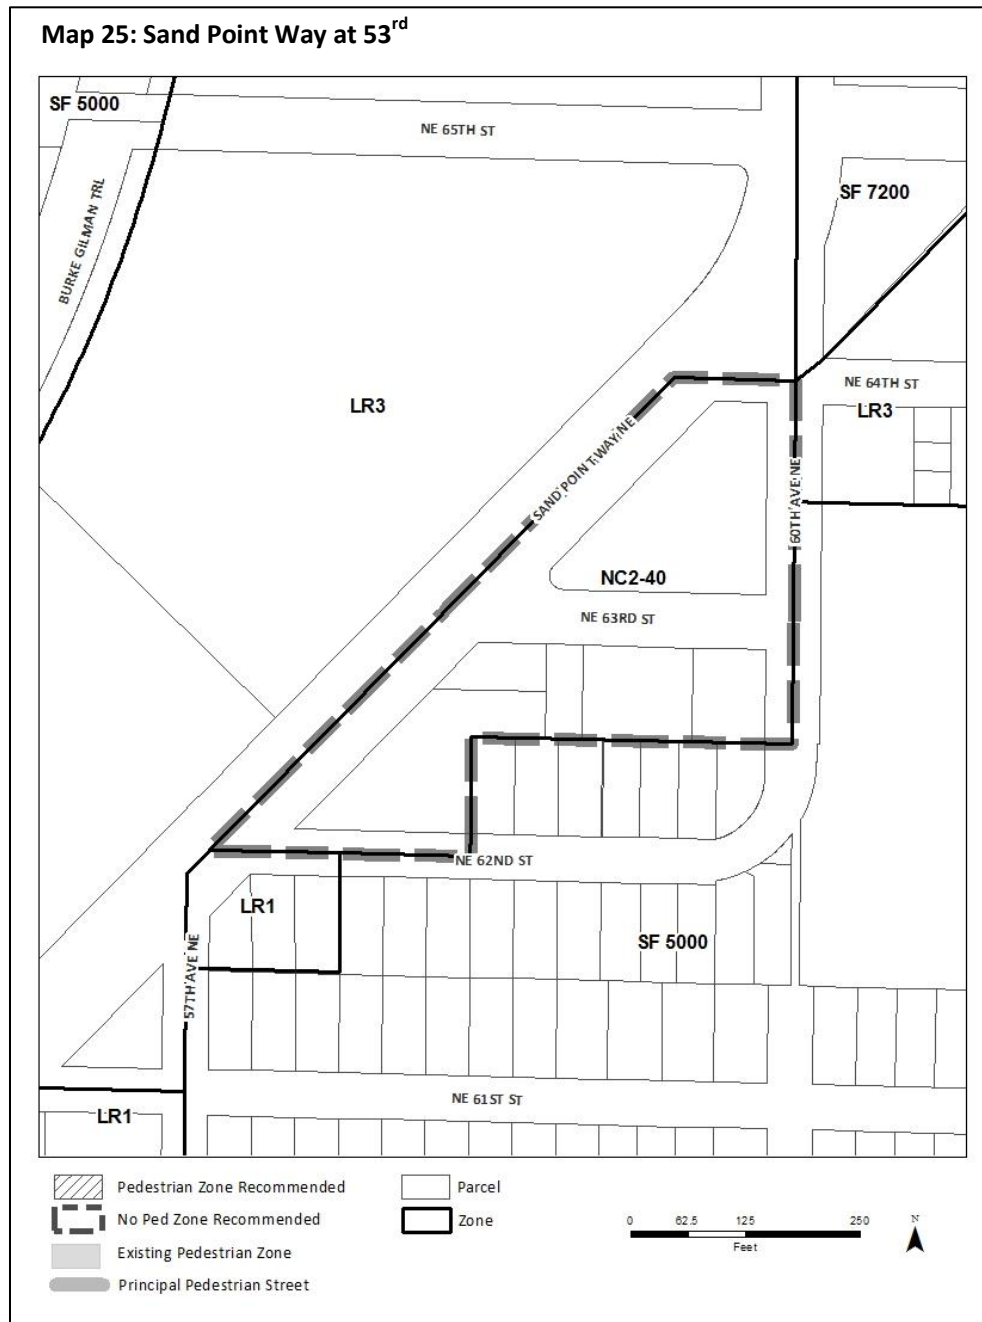 Map 25: Sand Point Way at 53rd
SF 5000
NE 65TH ST
BURKE GILMAN TRL
SF 7200
NE 64TH ST
LR3
LR3
SAND POINT WAY NE
60TH AVE NE
NC2-40
NE 63RD ST
NE 62ND ST
LR1
SF 5000
57TH AVE NE
NE 61ST ST
LR1
Pedestrian Zone Recommended
No Ped Zone Recommended
Existing Pedestrian Zone
Principal Pedestrian Street
Parcel
Zone
0 62.5 125 250
Feet
N